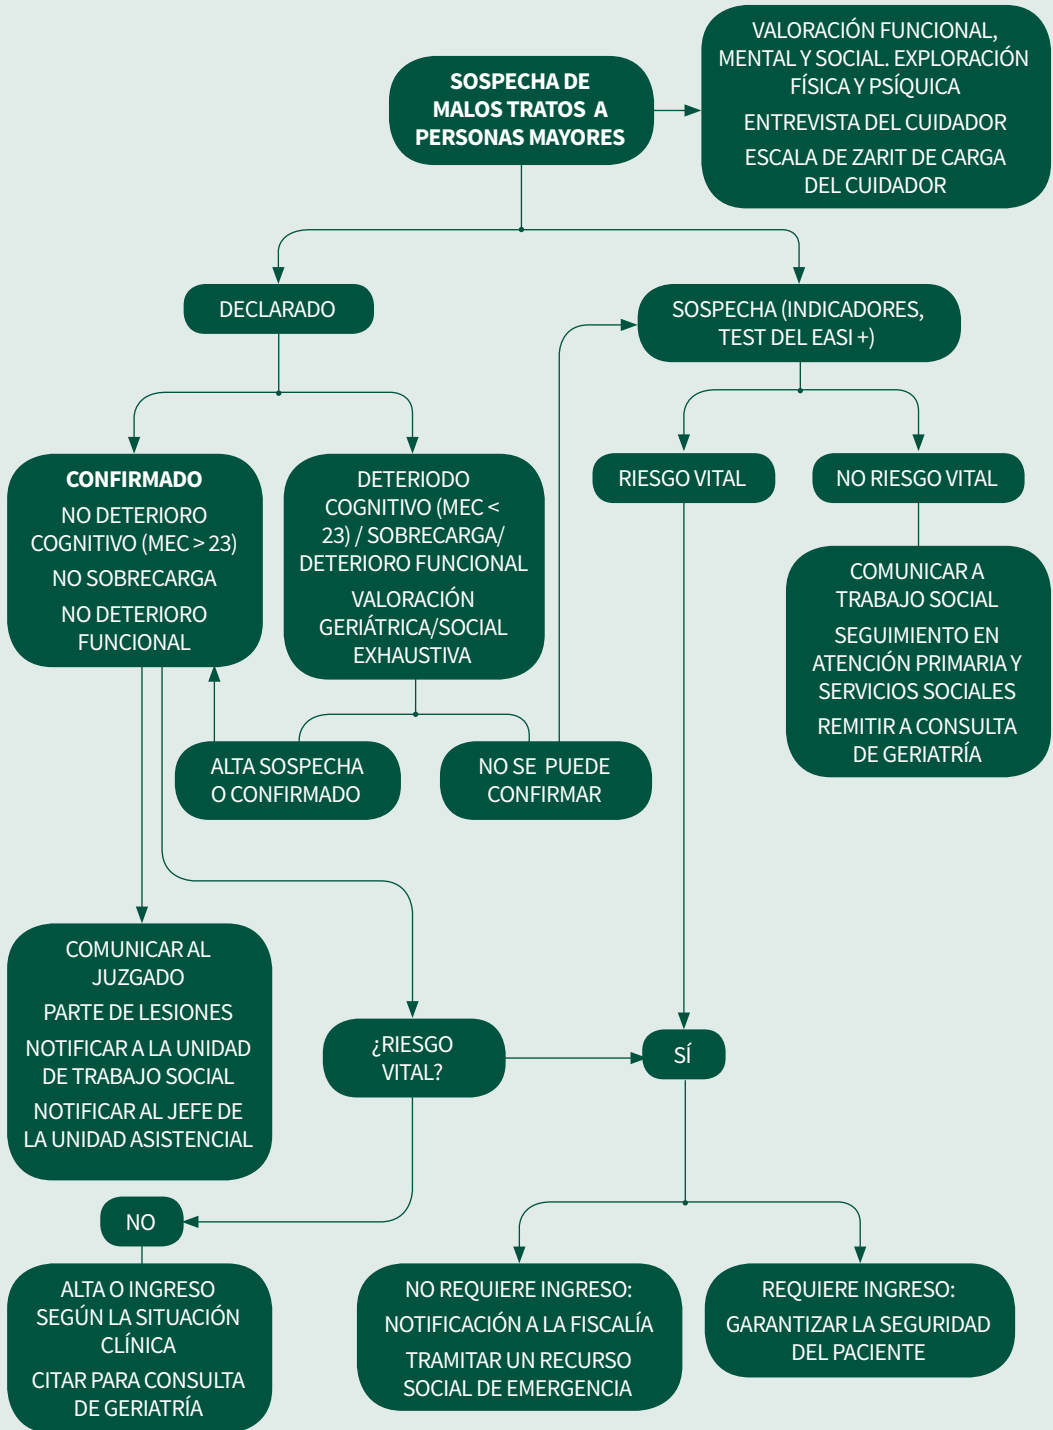 SOSPECHA DE
MALOS TRATOS A
PERSONAS MAYORES
VALORACIÓN FUNCIONAL,
MENTAL Y SOCIAL. EXPLORACIÓN
FÍSICA Y PSÍQUICA
ENTREVISTA DEL CUIDADOR
ESCALA DE ZARIT DE CARGA
DEL CUIDADOR
DECLARADO
SOSPECHA (INDICADORES,
TEST DEL EASI +)
CONFIRMADO
NO DETERIORO
COGNITIVO (MEC > 23)
NO SOBRECARGA
NO DETERIORO
FUNCIONAL
DETERIODO
COGNITIVO (MEC <
23) / SOBRECARGA/
DETERIORO FUNCIONAL
VALORACIÓN
GERIÁTRICA/SOCIAL
EXHAUSTIVA
RIESGO VITAL
NO RIESGO VITAL
COMUNICAR A
TRABAJO SOCIAL
SEGUIMIENTO EN
ATENCIÓN PRIMARIA Y
SERVICIOS SOCIALES
REMITIR A CONSULTA
DE GERIATRÍA
ALTA SOSPECHA
O CONFIRMADO
NO SE PUEDE
CONFIRMAR
COMUNICAR AL
JUZGADO
PARTE DE LESIONES
NOTIFICAR A LA UNIDAD
DE TRABAJO SOCIAL
NOTIFICAR AL JEFE DE
LA UNIDAD ASISTENCIAL
¿RIESGO
VITAL?
SÍ
NO
ALTA O INGRESO
SEGÚN LA SITUACIÓN
CLÍNICA
CITAR PARA CONSULTA
DE GERIATRÍA
NO REQUIERE INGRESO:
NOTIFICACIÓN A LA FISCALÍA
TRAMITAR UN RECURSO
SOCIAL DE EMERGENCIA
REQUIERE INGRESO:
GARANTIZAR LA SEGURIDAD
DEL PACIENTE